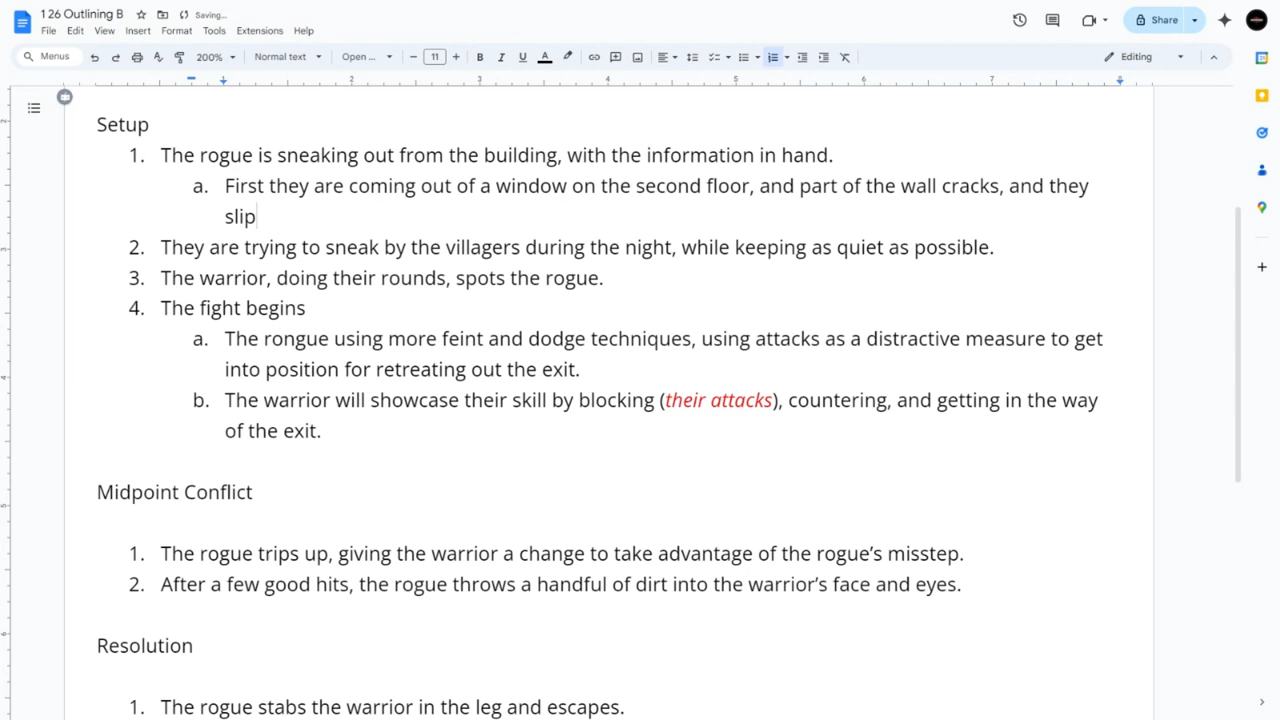 1 26 Outlining B
Saving...
File Edit View Insert Format Tools Extensions Help
Share
Menus
200%
Normal text
Open ...
11
Editing
1 2 3 4 5 6 7 8
Setup
1. The rogue is sneaking out from the building, with the information in hand.
a. First they are coming out of a window on the second floor, and part of the wall cracks, and they
slip
2. They are trying to sneak by the villagers during the night, while keeping as quiet as possible.
3. The warrior, doing their rounds, spots the rogue.
4. The fight begins
a. The rongue using more feint and dodge techniques, using attacks as a distractive measure to get
into position for retreating out the exit.
b. The warrior will showcase their skill by blocking (their attacks), countering, and getting in the way
of the exit.
Midpoint Conflict
1. The rogue trips up, giving the warrior a change to take advantage of the rogue’s misstep.
2. After a few good hits, the rogue throws a handful of dirt into the warrior’s face and eyes.
Resolution
1. The rogue stabs the warrior in the leg and escapes.